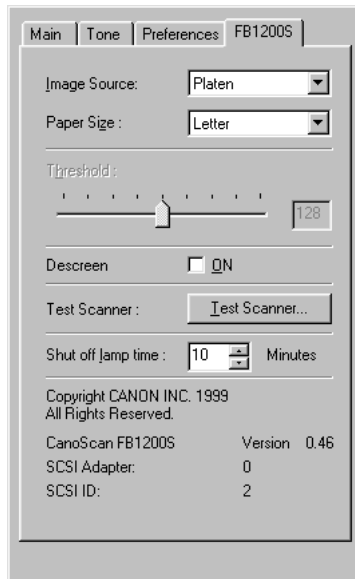 Main Tone Preferences FB1200S
Image Source: Platen
Paper Size : Letter
Threshold :
128
Descreen ON
Test Scanner : Test Scanner...
Shut off lamp time : 10 Minutes
Copyright CANON INC. 1999
All Rights Reserved.
CanoScan FB1200S Version 0.46
SCSI Adapter: 0
SCSI ID: 2